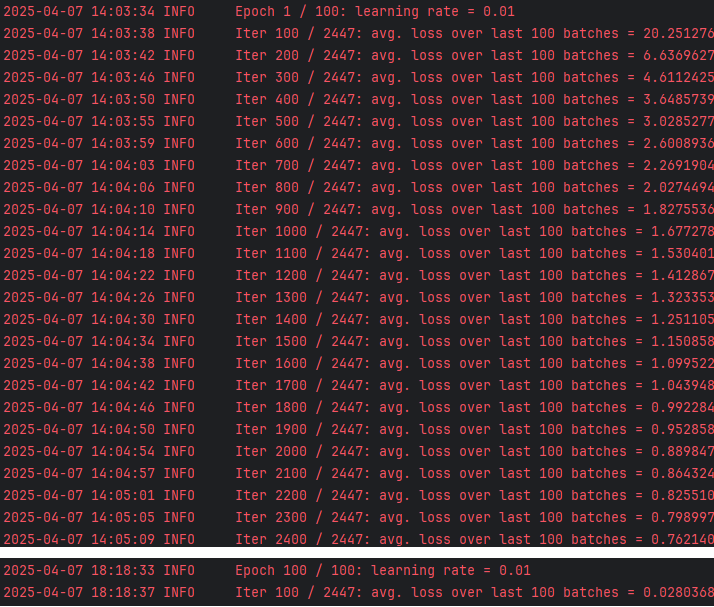 2025-04-07 14:03:34 INFO     Epoch 1 / 100: learning rate = 0.01
2025-04-07 14:03:38 INFO     Iter 100 / 2447: avg. loss over last 100 batches = 20.251276
2025-04-07 14:03:42 INFO     Iter 200 / 2447: avg. loss over last 100 batches = 6.6369627
2025-04-07 14:03:46 INFO     Iter 300 / 2447: avg. loss over last 100 batches = 4.6112425
2025-04-07 14:03:50 INFO     Iter 400 / 2447: avg. loss over last 100 batches = 3.6485739
2025-04-07 14:03:55 INFO     Iter 500 / 2447: avg. loss over last 100 batches = 3.0285277
2025-04-07 14:03:59 INFO     Iter 600 / 2447: avg. loss over last 100 batches = 2.6008936
2025-04-07 14:04:03 INFO     Iter 700 / 2447: avg. loss over last 100 batches = 2.2691904
2025-04-07 14:04:06 INFO     Iter 800 / 2447: avg. loss over last 100 batches = 2.0274494
2025-04-07 14:04:10 INFO     Iter 900 / 2447: avg. loss over last 100 batches = 1.8275536
2025-04-07 14:04:14 INFO     Iter 1000 / 2447: avg. loss over last 100 batches = 1.677278
2025-04-07 14:04:18 INFO     Iter 1100 / 2447: avg. loss over last 100 batches = 1.530401
2025-04-07 14:04:22 INFO     Iter 1200 / 2447: avg. loss over last 100 batches = 1.412867
2025-04-07 14:04:26 INFO     Iter 1300 / 2447: avg. loss over last 100 batches = 1.323353
2025-04-07 14:04:30 INFO     Iter 1400 / 2447: avg. loss over last 100 batches = 1.251105
2025-04-07 14:04:34 INFO     Iter 1500 / 2447: avg. loss over last 100 batches = 1.150858
2025-04-07 14:04:38 INFO     Iter 1600 / 2447: avg. loss over last 100 batches = 1.099522
2025-04-07 14:04:42 INFO     Iter 1700 / 2447: avg. loss over last 100 batches = 1.043948
2025-04-07 14:04:46 INFO     Iter 1800 / 2447: avg. loss over last 100 batches = 0.992284
2025-04-07 14:04:50 INFO     Iter 1900 / 2447: avg. loss over last 100 batches = 0.952858
2025-04-07 14:04:54 INFO     Iter 2000 / 2447: avg. loss over last 100 batches = 0.889847
2025-04-07 14:04:57 INFO     Iter 2100 / 2447: avg. loss over last 100 batches = 0.864324
2025-04-07 14:05:01 INFO     Iter 2200 / 2447: avg. loss over last 100 batches = 0.825510
2025-04-07 14:05:05 INFO     Iter 2300 / 2447: avg. loss over last 100 batches = 0.798997
2025-04-07 14:05:09 INFO     Iter 2400 / 2447: avg. loss over last 100 batches = 0.762140
2025-04-07 18:18:33 INFO     Epoch 100 / 100: learning rate = 0.01
2025-04-07 18:18:37 INFO     Iter 100 / 2447: avg. loss over last 100 batches = 0.0280368